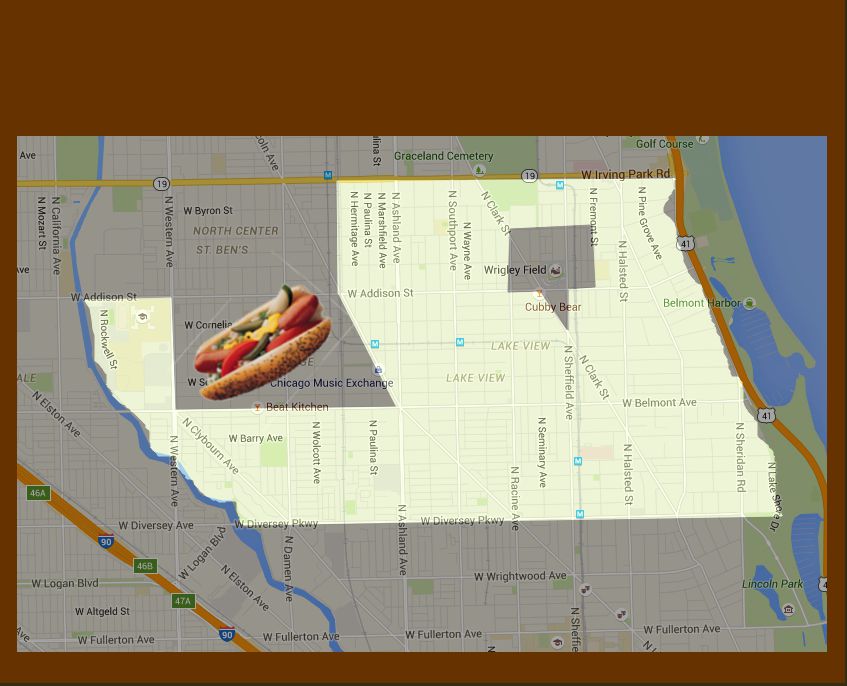 Golf Course
Graceland Cemetery
Ave
19
19
W Irving Park Rd
N Mozart St
N California Ave
N Western Ave
W Byron St
N Hermitage Ave
N Paulina St
N Marshfield Ave
N Ashland Ave
N Southport Ave
N Wayne Ave
N Clark St
N Fremont St
N Pine Grove Ave
NORTH CENTER
ST. BEN'S
41
N Halsted St
Wrigley Field
W Addison St
W Addison St
Cubby Bear
Belmont Harbor
N Rockwell St
W Cornelia
LAKE VIEW
LAKE VIEW
Chicago Music Exchange
N Sheffield Ave
N Clark St
N Elston Ave
Beat Kitchen
W Belmont Ave
41
N Clybourn Ave
W Barry Ave
N Western Ave
N Wolcott Ave
N Paulina St
N Seminary Ave
N Halsted St
N Sheridan Rd
N Lake Shore Dr
N Racine Ave
46A
W Diversey Ave
W Diversey Pkwy
W Diversey Pkwy
N Ashland Ave
90
N Damen Ave
W Logan Blvd
46B
W Logan Blvd
N Elston Ave
W Wrightwood Ave
Lincoln Park
47A
W Altgeld St
90
W Fullerton Ave
W Fullerton Ave
W Fullerton Ave
W Fullerton Ave
N Sheffie